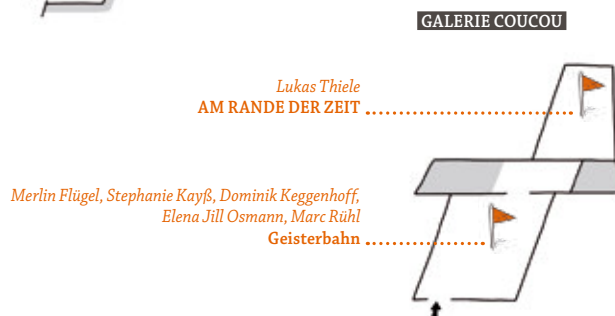 GALERIE COUCOU
Lukas Thiele
AM RANDE DER ZEIT
Merlin Flügel, Stephanie Kayß, Dominik Keggenhoff,
Elena Jill Osmann, Marc Rühl
Geisterbahn